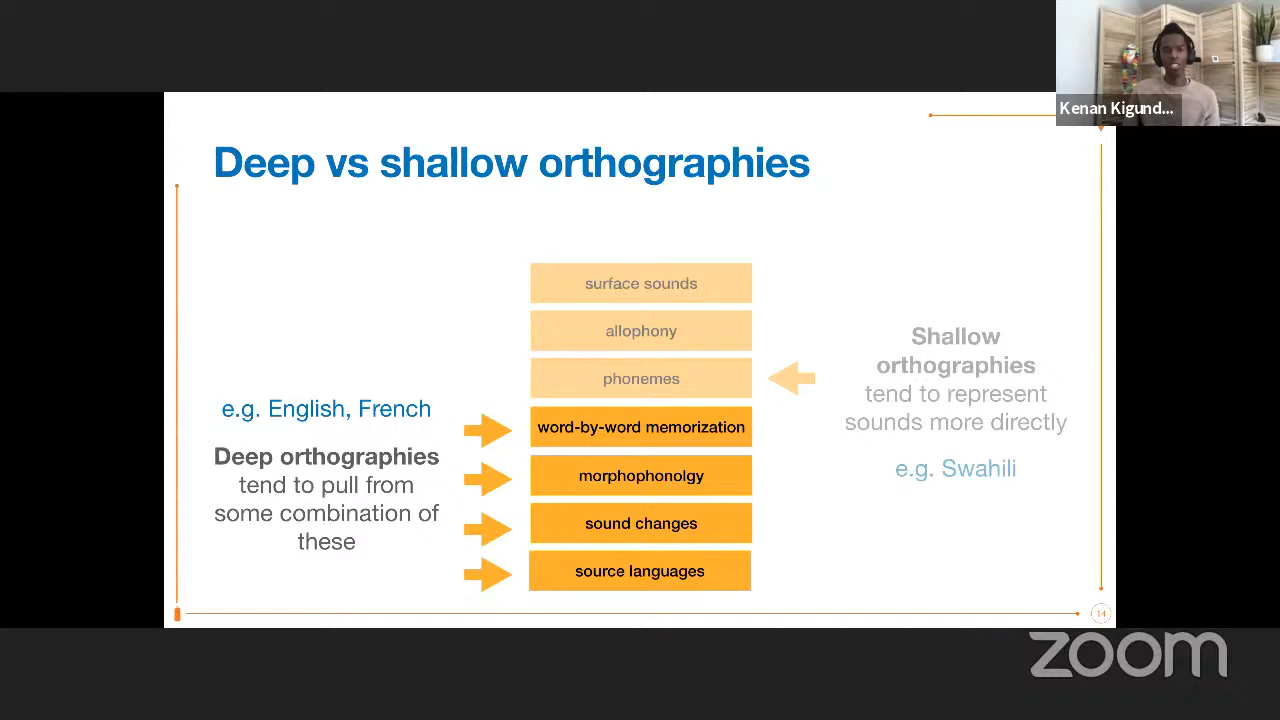 Kenan Kigund...
Deep vs shallow orthographies
surface sounds
allophony
phonemes
word-by-word memorization
morphophonolgy
sound changes
source languages
e.g. English, French
Deep orthographies
tend to pull from
some combination of
these
Shallow
orthographies
tend to represent
sounds more directly
e.g. Swahili
14
zoom